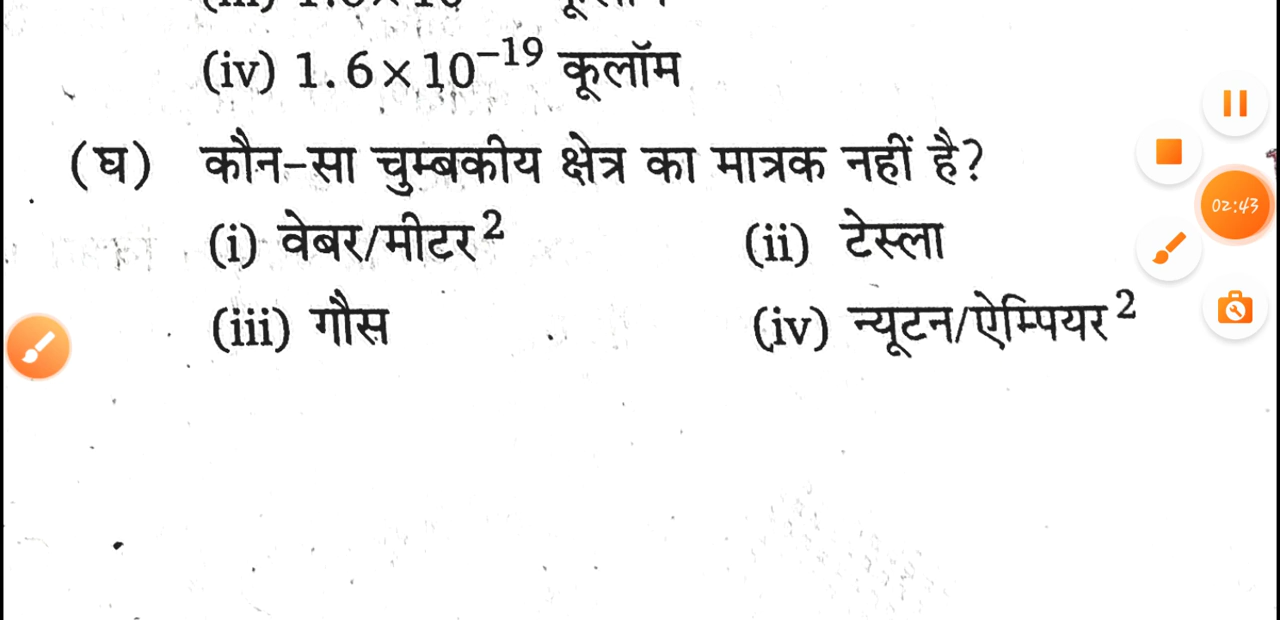 (iv) 1.6×10⁻¹⁹ कूलॉम
(घ) कौन-सा चुम्बकीय क्षेत्र का मात्रक नहीं है?
(i) वेबर/मीटर² (ii) टेस्ला
(iii) गौस (iv) न्यूटन/ऐम्पियर²
02:43